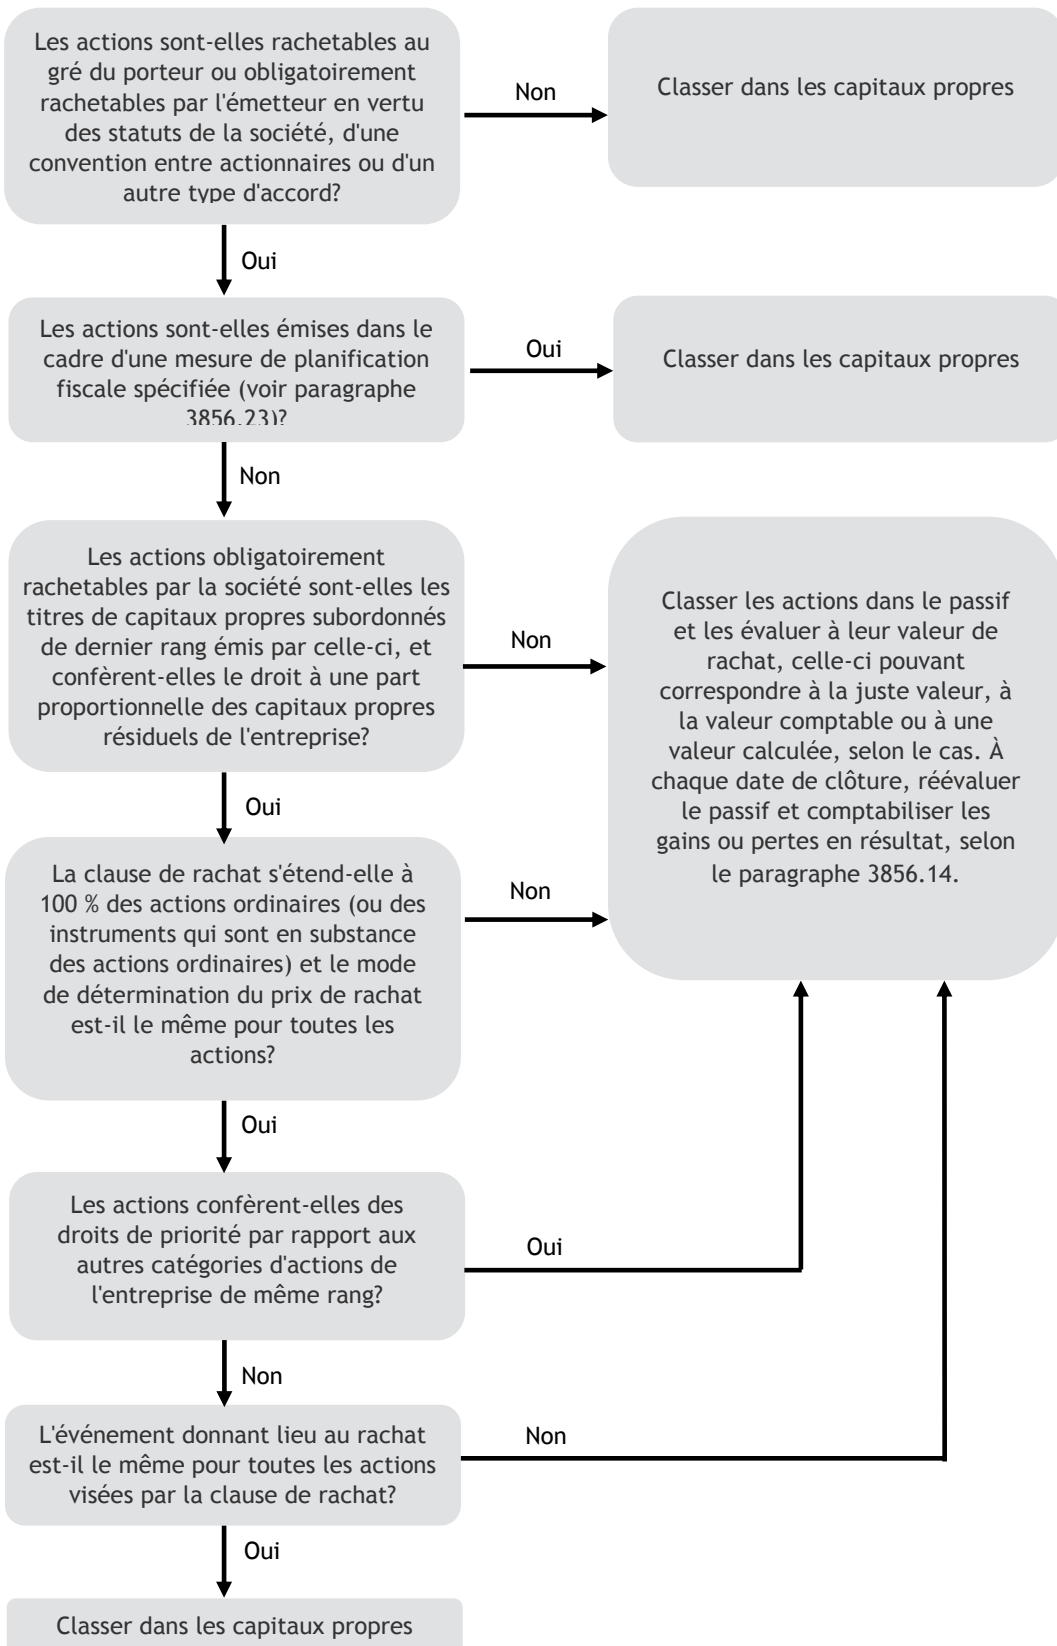 Les actions sont-elles rachetables au
gré du porteur ou obligatoirement
rachetables par l'émetteur en vertu
des statuts de la société, d'une
convention entre actionnaires ou d'un
autre type d'accord?
Non
Classer dans les capitaux propres
Oui
Les actions sont-elles émises dans le
cadre d'une mesure de planification
fiscale spécifiée (voir paragraphe
3856.23)?
Oui
Classer dans les capitaux propres
Non
Les actions obligatoirement
rachetables par la société sont-elles les
titres de capitaux propres subordonnés
de dernier rang émis par celle-ci, et
confèrent-elles le droit à une part
proportionnelle des capitaux propres
résiduels de l'entreprise?
Non
Classer les actions dans le passif
et les évaluer à leur valeur de
rachat, celle-ci pouvant
correspondre à la juste valeur, à
la valeur comptable ou à une
valeur calculée, selon le cas. À
chaque date de clôture, réévaluer
le passif et comptabiliser les
gains ou pertes en résultat, selon
le paragraphe 3856.14.
Oui
La clause de rachat s'étend-elle à
100 % des actions ordinaires (ou des
instruments qui sont en substance
des actions ordinaires) et le mode
de détermination du prix de rachat
est-il le même pour toutes les
actions?
Non
Oui
Les actions confèrent-elles des
droits de priorité par rapport aux
autres catégories d'actions de
l'entreprise de même rang?
Oui
Non
L'événement donnant lieu au rachat
est-il le même pour toutes les actions
visées par la clause de rachat?
Non
Oui
Classer dans les capitaux propres